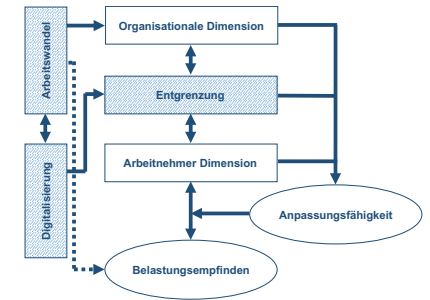 Arbeitswandel
Organisationale Dimension
Entgrenzung
Digitalisierung
Arbeitnehmer Dimension
Anpassungsfähigkeit
Belastungsempfinden